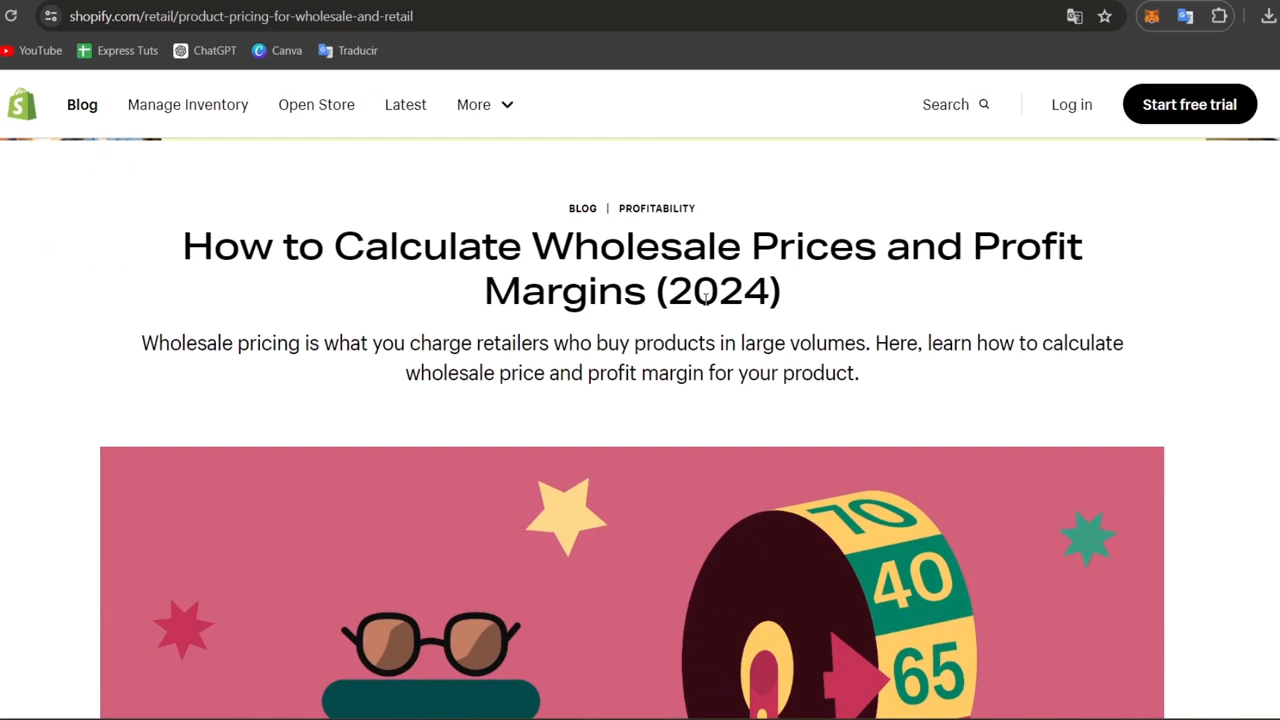 shopify.com/retail/product-pricing-for-wholesale-and-retail
YouTube Express Tuts ChatGPT Canva Traducir
Blog Manage Inventory Open Store Latest More Search Log in Start free trial
BLOG | PROFITABILITY
How to Calculate Wholesale Prices and Profit
Margins (2024)
Wholesale pricing is what you charge retailers who buy products in large volumes. Here, learn how to calculate
wholesale price and profit margin for your product.
70
40
65